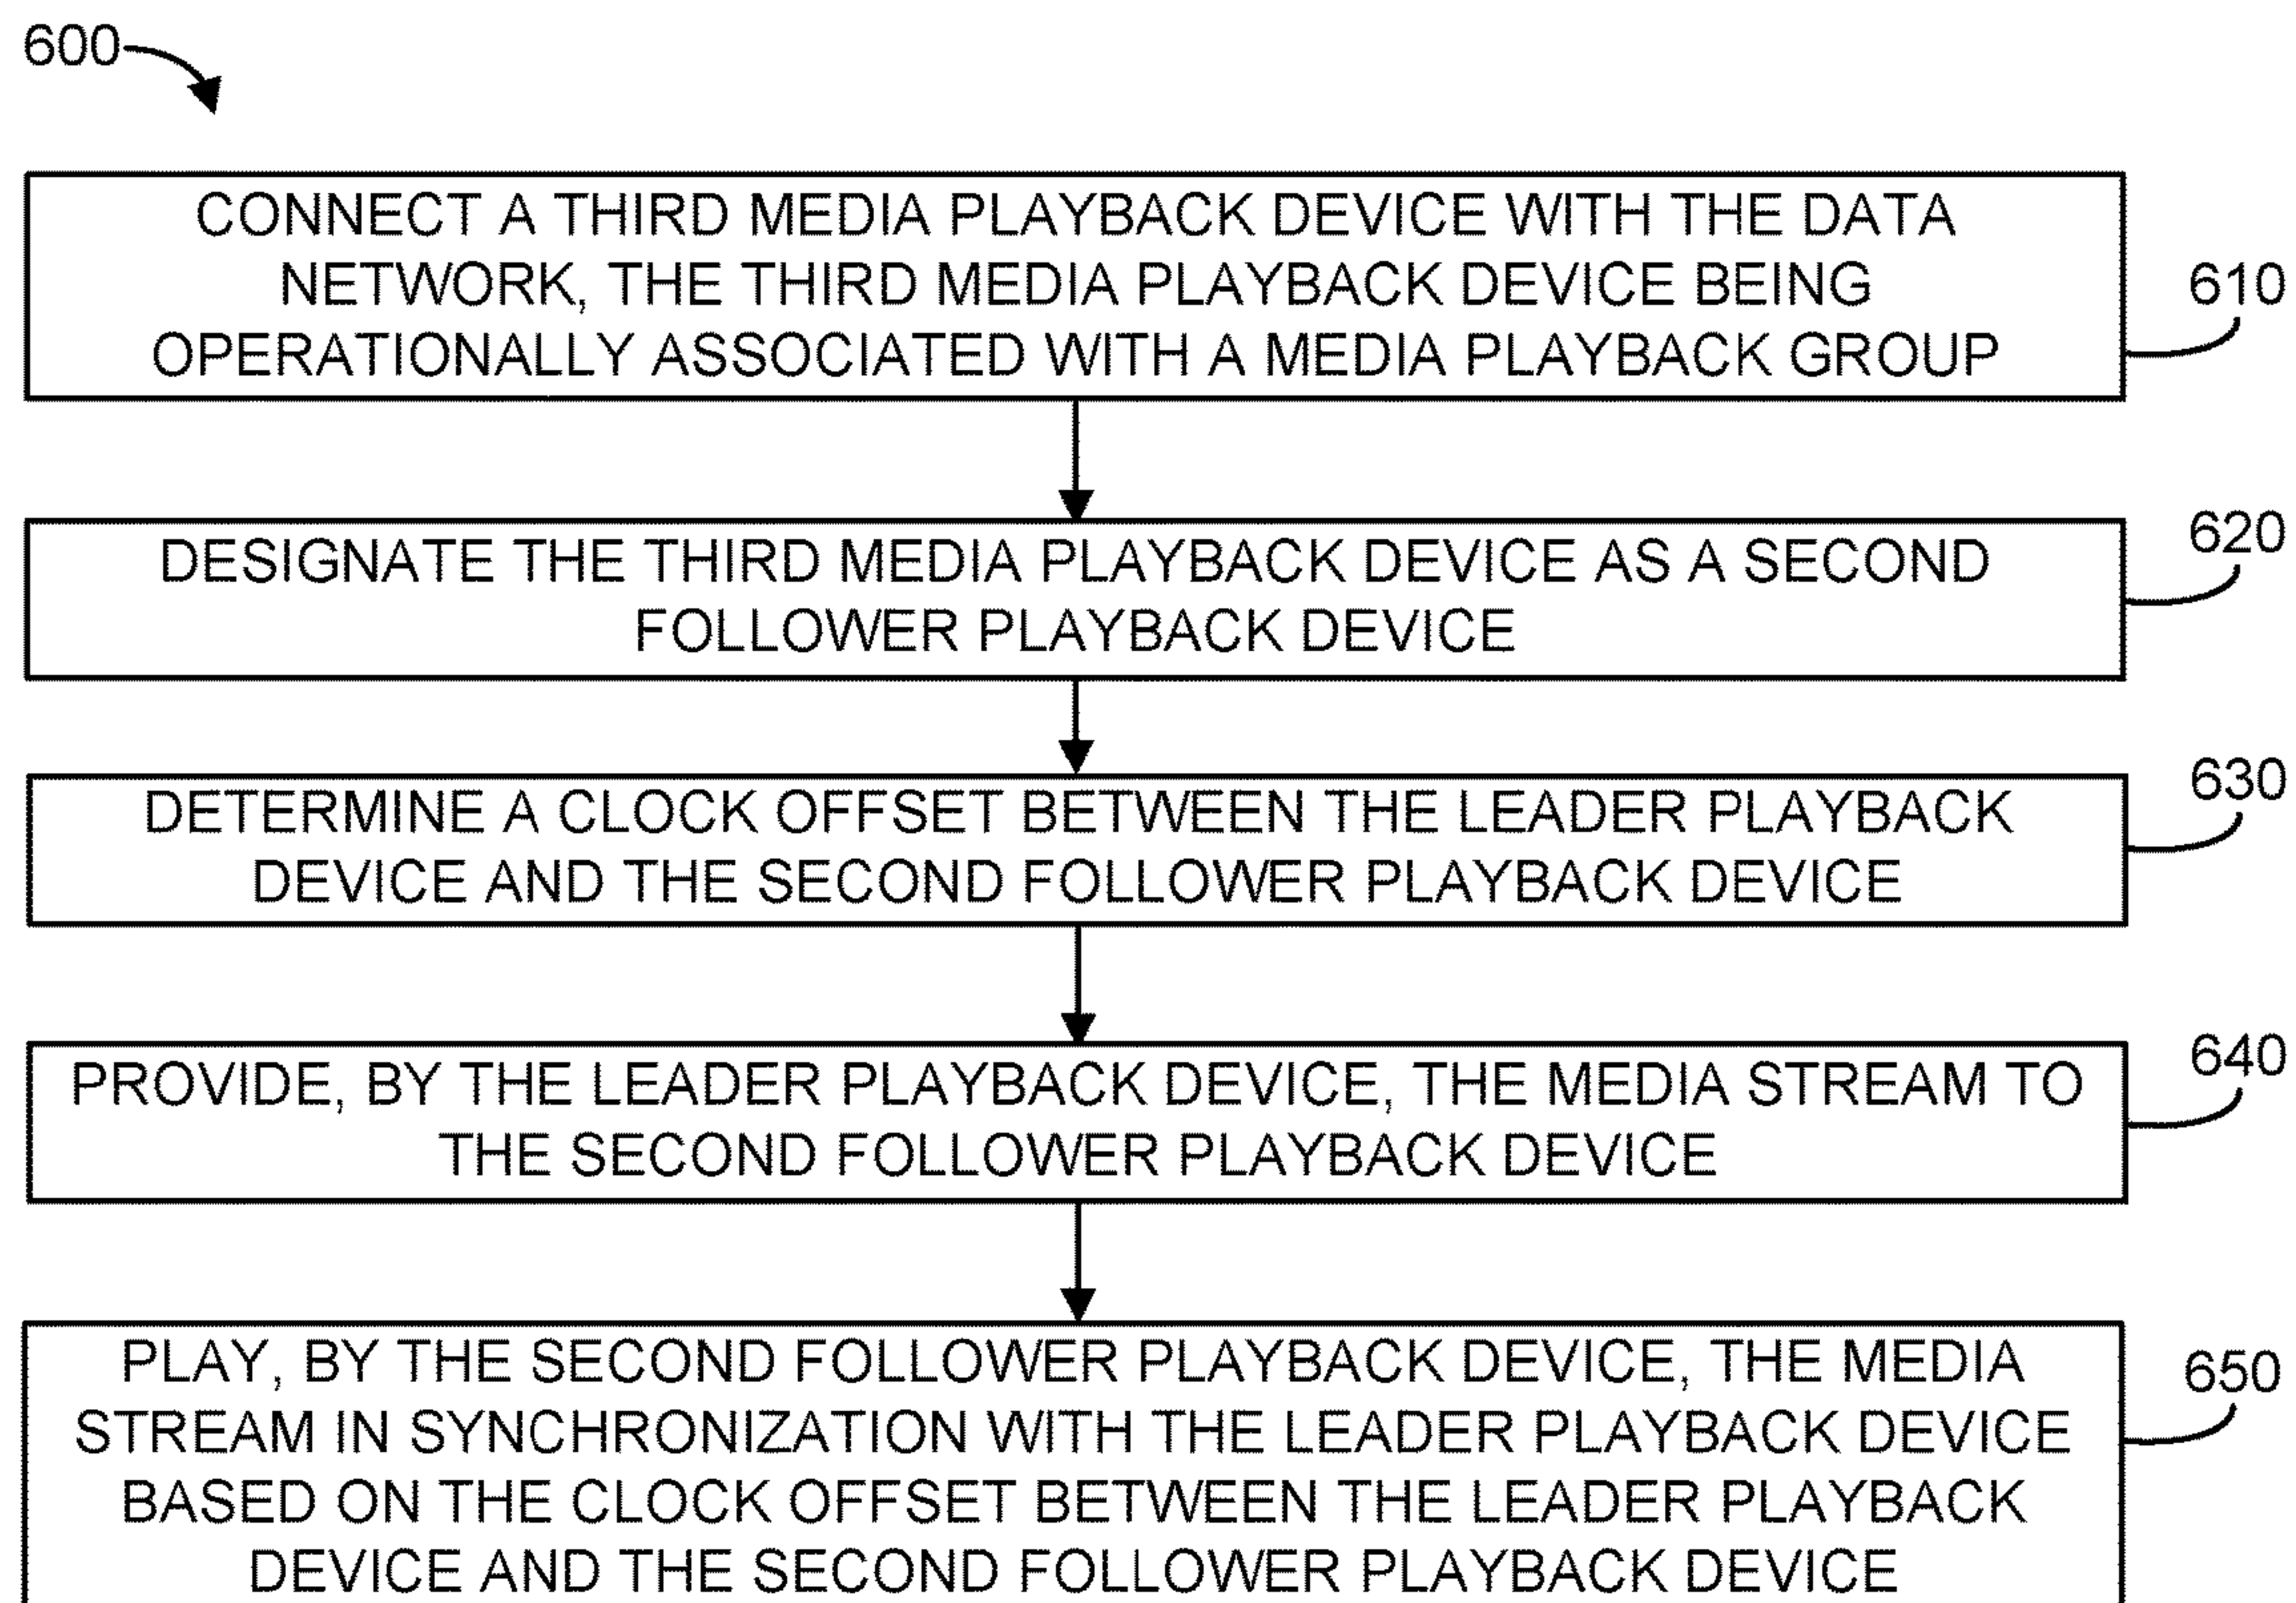 600
CONNECT A THIRD MEDIA PLAYBACK DEVICE WITH THE DATA
NETWORK, THE THIRD MEDIA PLAYBACK DEVICE BEING
OPERATIONALLY ASSOCIATED WITH A MEDIA PLAYBACK GROUP
610
DESIGNATE THE THIRD MEDIA PLAYBACK DEVICE AS A SECOND
FOLLOWER PLAYBACK DEVICE
620
DETERMINE A CLOCK OFFSET BETWEEN THE LEADER PLAYBACK
DEVICE AND THE SECOND FOLLOWER PLAYBACK DEVICE
630
PROVIDE, BY THE LEADER PLAYBACK DEVICE, THE MEDIA STREAM TO
THE SECOND FOLLOWER PLAYBACK DEVICE
640
PLAY, BY THE SECOND FOLLOWER PLAYBACK DEVICE, THE MEDIA
STREAM IN SYNCHRONIZATION WITH THE LEADER PLAYBACK DEVICE
BASED ON THE CLOCK OFFSET BETWEEN THE LEADER PLAYBACK
DEVICE AND THE SECOND FOLLOWER PLAYBACK DEVICE
650